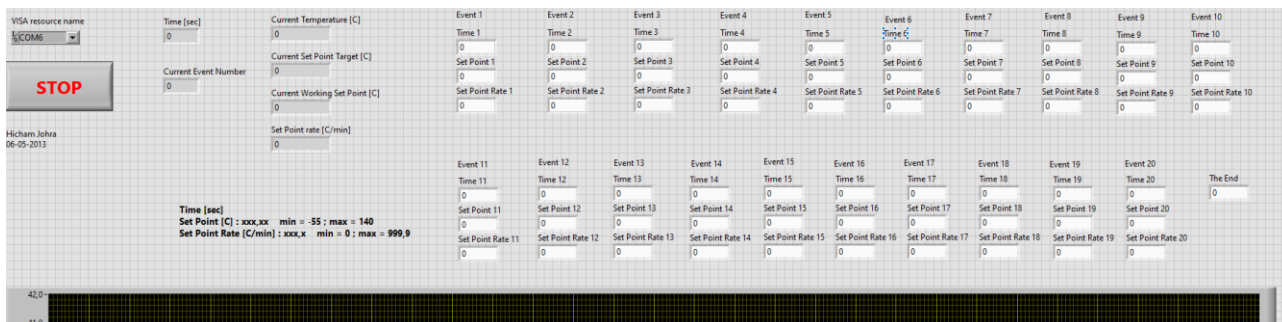 VISA resource name
COM6
STOP
Hicham Johra
06-05-2013
Time [sec]
0
Current Event Number
0
Current Temperature [C]
0
Current Set Point Target [C]
0
Current Working Set Point [C]
0
Set Point rate [C/min]
0
Event 1 Event 2 Event 3 Event 4 Event 5 Event 6 Event 7 Event 8 Event 9 Event 10
Time 1 Time 2 Time 3 Time 4 Time 5 Time 6 Time 7 Time 8 Time 9 Time 10
0 0 0 0 0 0 0 0 0 0
Set Point 1 Set Point 2 Set Point 3 Set Point 4 Set Point 5 Set Point 6 Set Point 7 Set Point 8 Set Point 9 Set Point 10
0 0 0 0 0 0 0 0 0 0
Set Point Rate 1 Set Point Rate 2 Set Point Rate 3 Set Point Rate 4 Set Point Rate 5 Set Point Rate 6 Set Point Rate 7 Set Point Rate 8 Set Point Rate 9 Set Point Rate 10
0 0 0 0 0 0 0 0 0 0
Event 11 Event 12 Event 13 Event 14 Event 15 Event 16 Event 17 Event 18 Event 19 Event 20
Time 11 Time 12 Time 13 Time 14 Time 15 Time 16 Time 17 Time 18 Time 19 Time 20 The End
0 0 0 0 0 0 0 0 0 0 0
Set Point 11 Set Point 12 Set Point 13 Set Point 14 Set Point 15 Set Point 16 Set Point 17 Set Point 18 Set Point 19 Set Point 20
0 0 0 0 0 0 0 0 0 0
Set Point Rate 11 Set Point Rate 12 Set Point Rate 13 Set Point Rate 14 Set Point Rate 15 Set Point Rate 16 Set Point Rate 17 Set Point Rate 18 Set Point Rate 19 Set Point Rate 20
0 0 0 0 0 0 0 0 0 0
Time [sec]
Set Point [C] : xxx,xx min = -55 ; max = 140
Set Point Rate [C/min] : xxx,x min = 0 ; max = 999,9
42,0